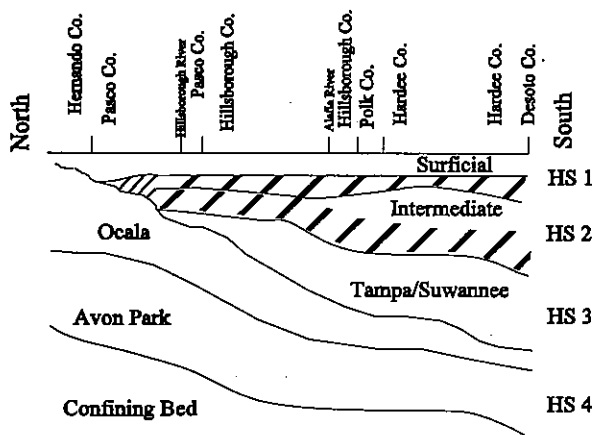 North
Hernando Co.
Pasco Co.
Hillsborough River
Pasco Co.
Hillsborough Co.
Alafia River
Hillsborough Co.
Polk Co.
Hardee Co.
Hardee Co.
Desoto Co.
South
Surficial
HS 1
Intermediate
HS 2
Ocala
Tampa/Suwannee
HS 3
Avon Park
Confining Bed
HS 4